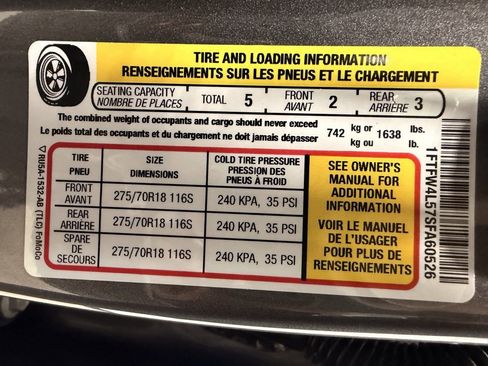 TIRE AND LOADING INFORMATION
RENSEIGNEMENTS SUR LES PNEUS ET LE CHARGEMENT
SEATING CAPACITY
NOMBRE DE PLACES
TOTAL 5
FRONT
AVANT 2
REAR
ARRIÈRE 3
The combined weight of occupants and cargo should never exceed
Le poids total des occupants et du chargement ne doit jamais dépasser
742 kg or 1638 lbs.
kg ou lb.
TIRE
PNEU
SIZE
DIMENSIONS
COLD TIRE PRESSURE
PRESSION DES
PNEUS À FROID
FRONT
AVANT
275/70R18 116S
240 KPA, 35 PSI
REAR
ARRIÈRE
275/70R18 116S
240 KPA, 35 PSI
SPARE
DE SECOURS
275/70R18 116S
240 KPA, 35 PSI
SEE OWNER'S
MANUAL FOR
ADDITIONAL
INFORMATION
VOIR LE MANUEL
DE L'USAGER
POUR PLUS DE
RENSEIGNEMENTS
RU5A-1532-AB (TLC) FoMoCo
1FTFW4L57SFA60526